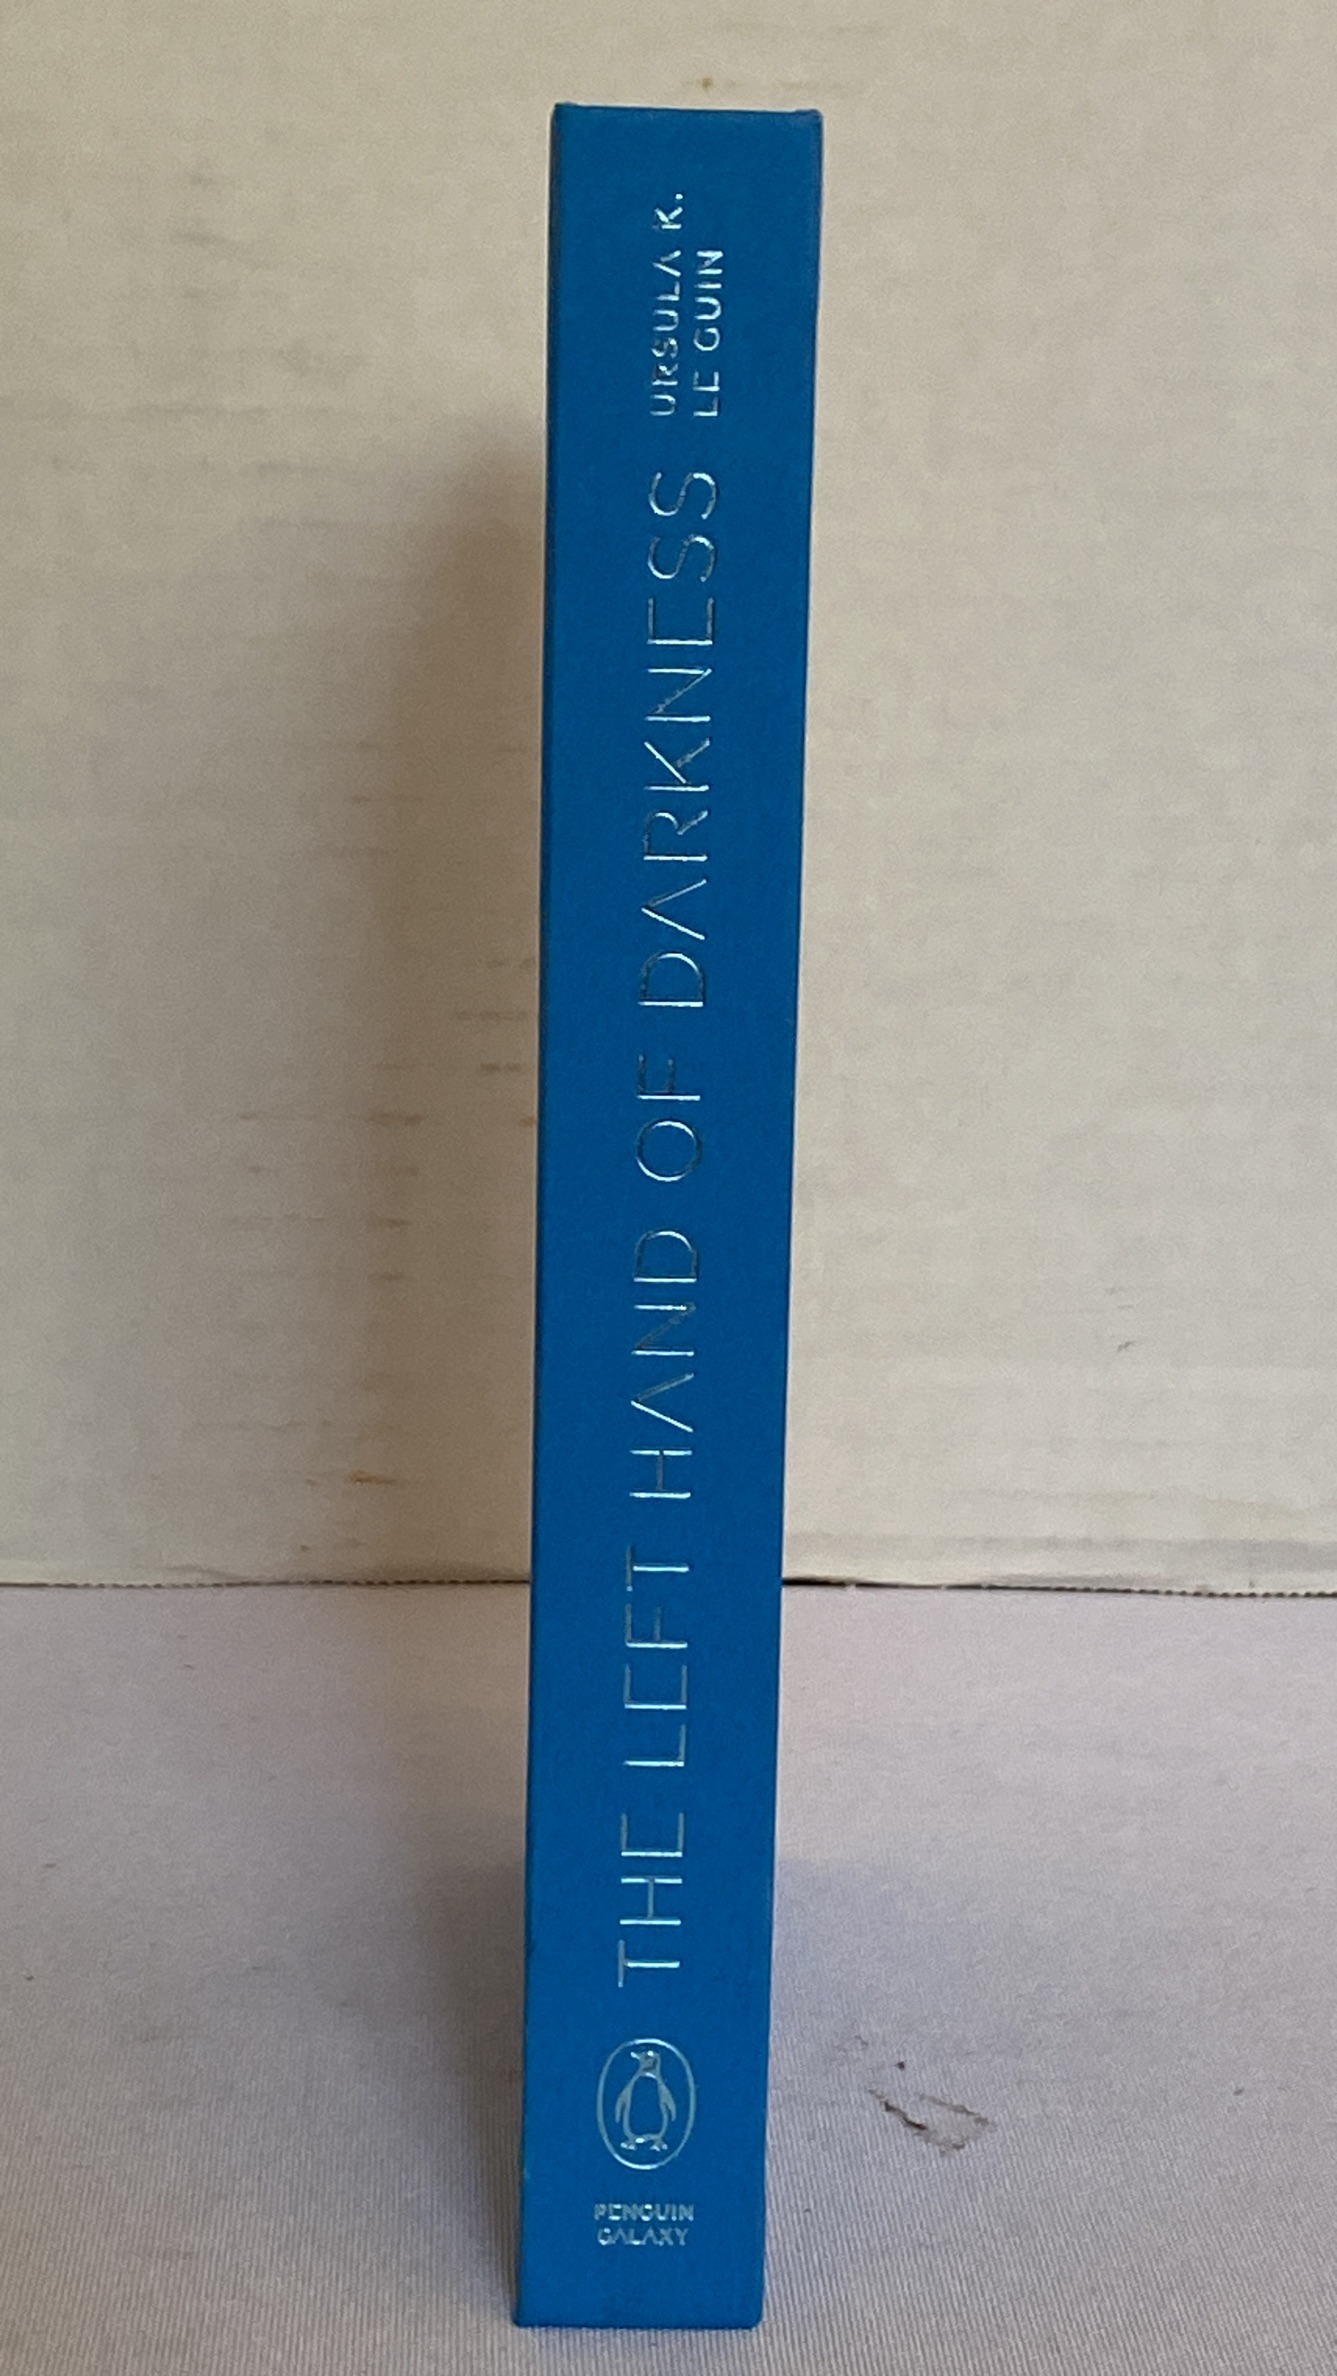 THE LEFT HAND OF DARKNESS
URSULA K.
LE GUIN
PENGUIN
GALAXY